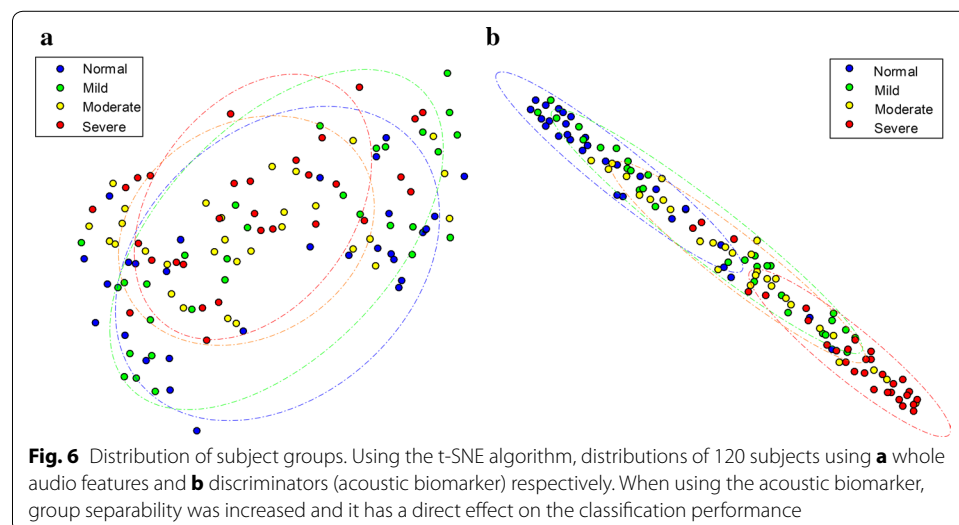 a
Normal
Mild
Moderate
Severe
b
Normal
Mild
Moderate
Severe
Fig. 6 Distribution of subject groups. Using the t-SNE algorithm, distributions of 120 subjects using a whole
audio features and b discriminators (acoustic biomarker) respectively. When using the acoustic biomarker,
group separability was increased and it has a direct effect on the classification performance